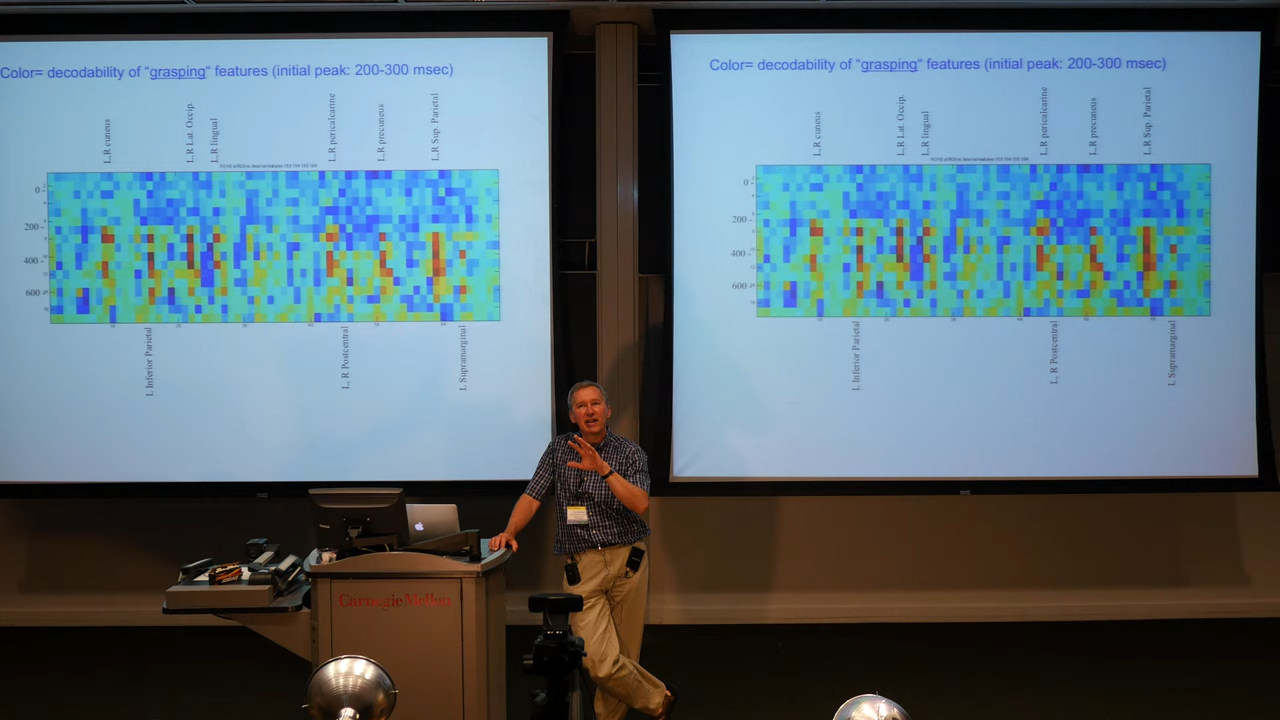 Color= decodability of “grasping“ features (initial peak: 200-300 msec)
L,R cuneus
L,R Lat. Occip.
L,R lingual
L,R pericalcarine
L,R precuneus
L,R Sup. Parietal
0
200
400
600
L Inferior Parietal
L, R Postcentral
L Supramarginal
Color= decodability of “grasping“ features (initial peak: 200-300 msec)
L,R cuneus
L,R Lat. Occip.
L,R lingual
L,R pericalcarine
L,R precuneus
L,R Sup. Parietal
0
200
400
600
L Inferior Parietal
L, R Postcentral
L Supramarginal
Carnegie Mellon